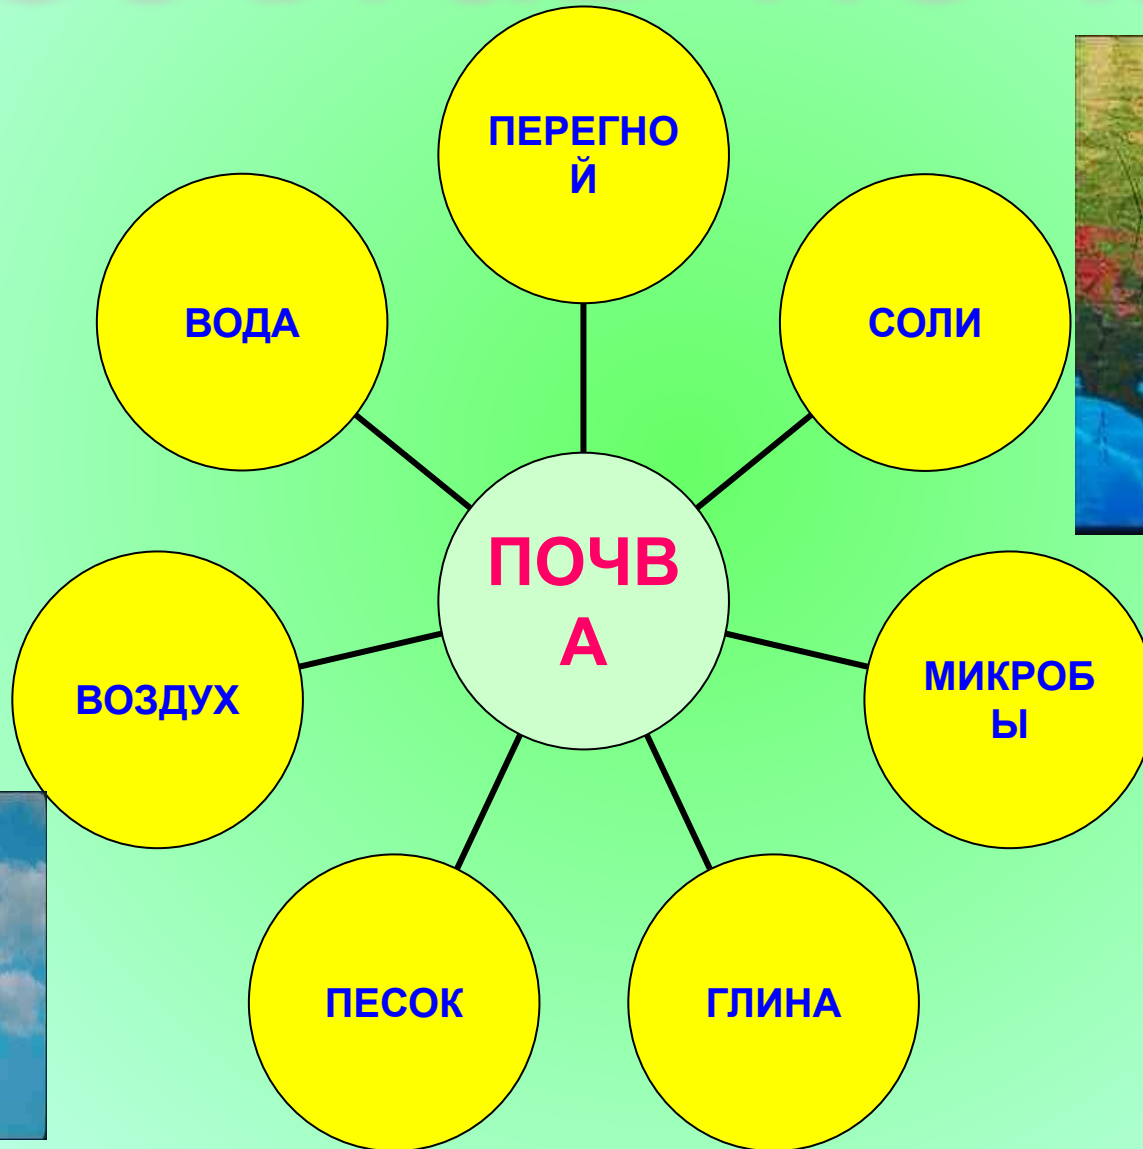 ПЕРЕГНО
Й
ВОДА
СОЛИ
ПОЧВ
А
ВОЗДУХ
МИКРОБ
Ы
ПЕСОК
ГЛИНА